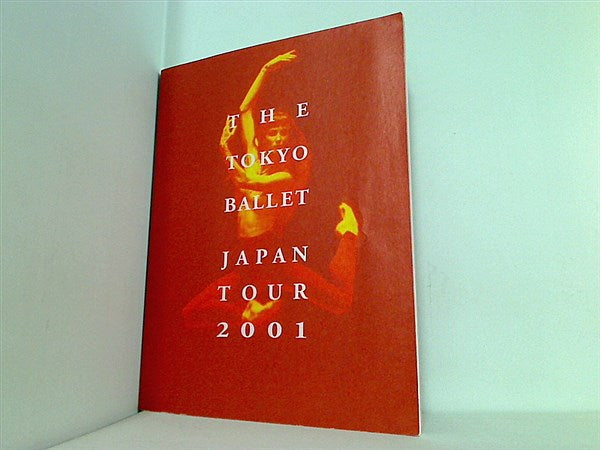 THE
TOKYO
BALLET
JAPAN
TOUR
2001